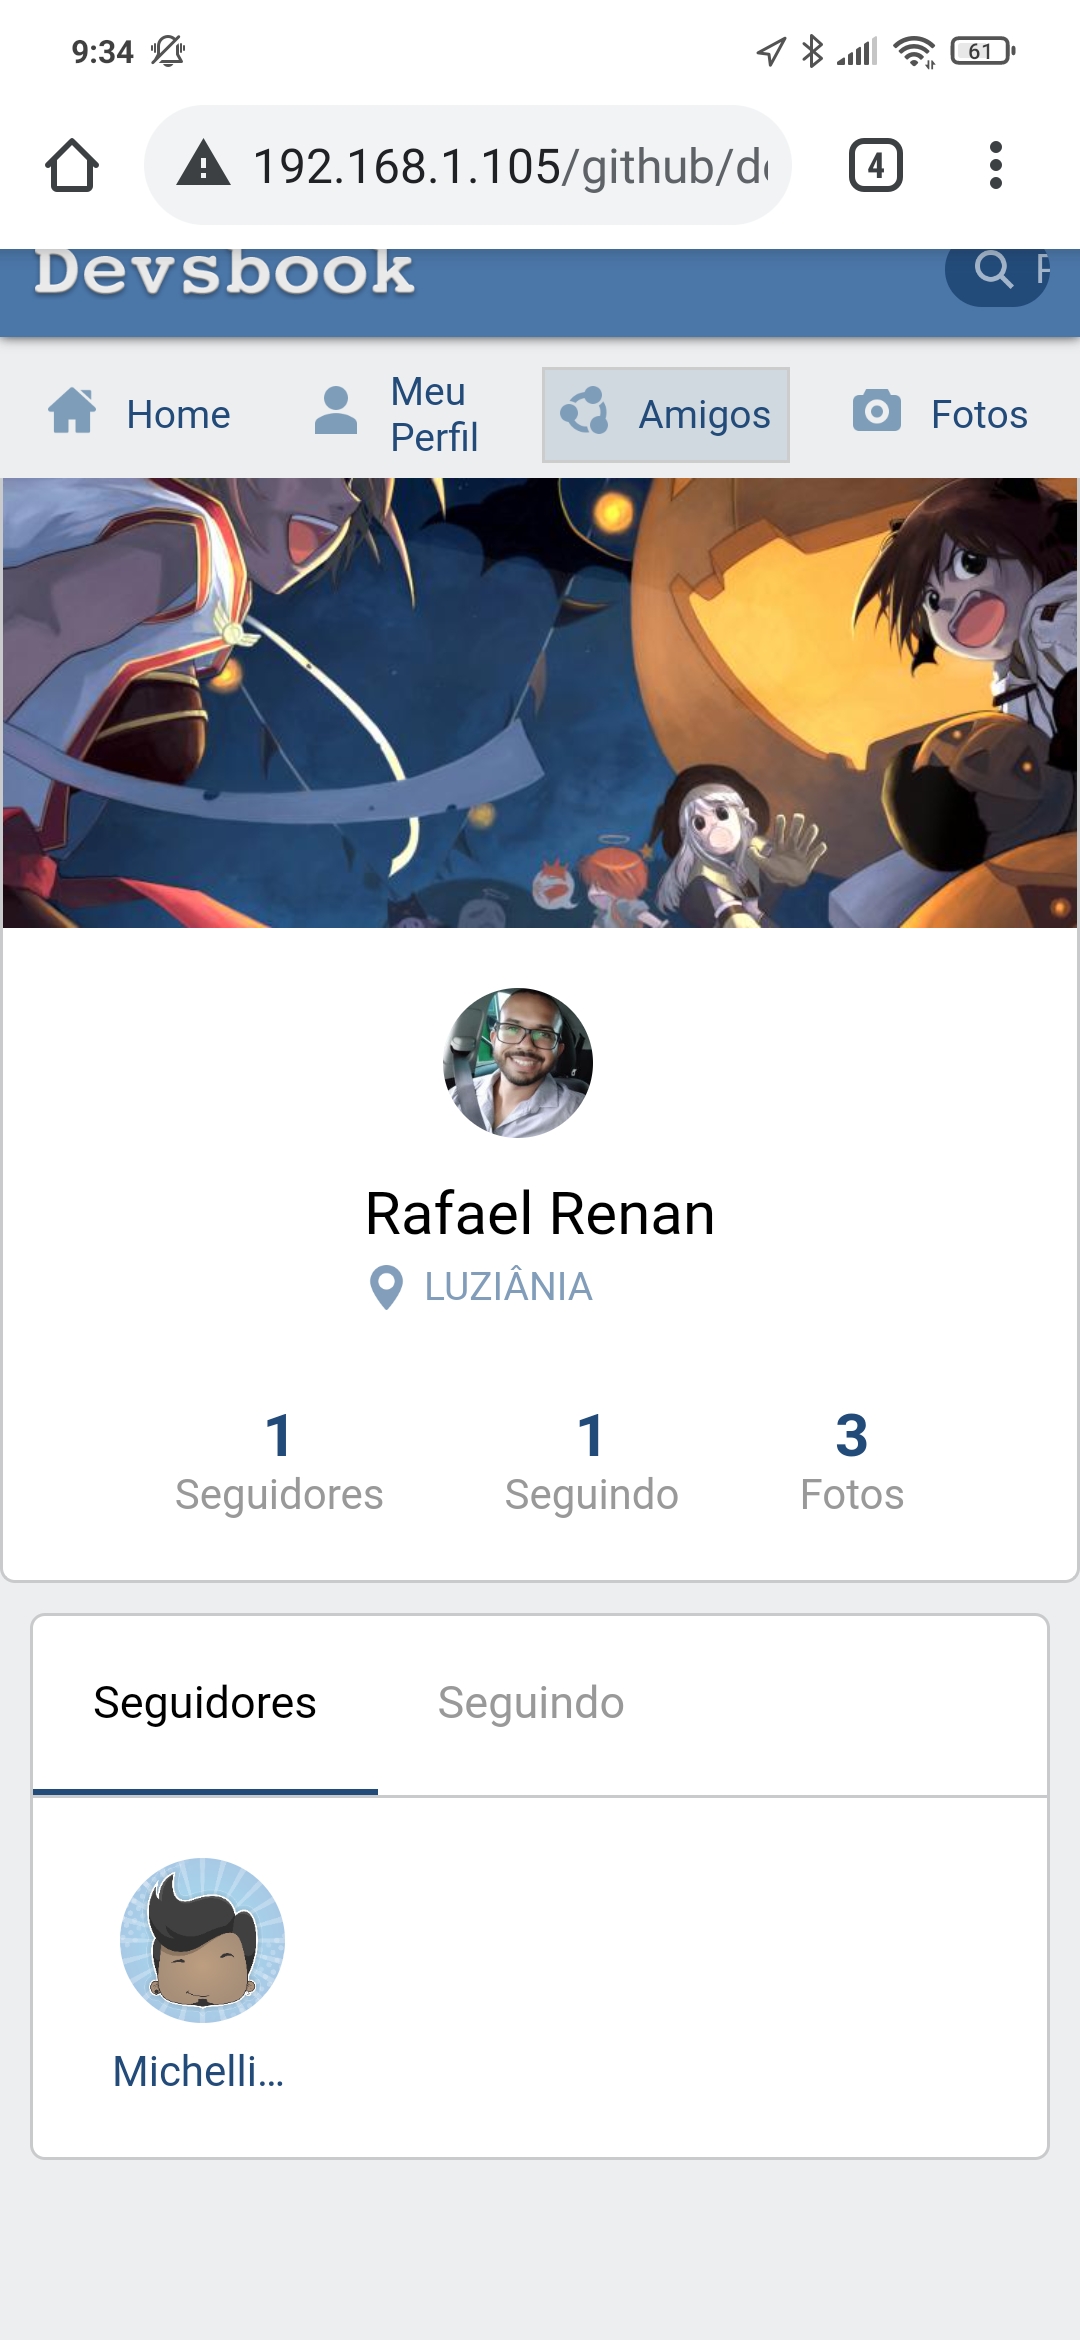 9:34
61
192.168.1.105/github/d
4
Devsbook
Home
Meu
Perfil
Amigos
Fotos
Rafael Renan
LUZIÂNIA
1
1
3
Seguidores
Seguindo
Fotos
Seguidores
Seguindo
Michelli...